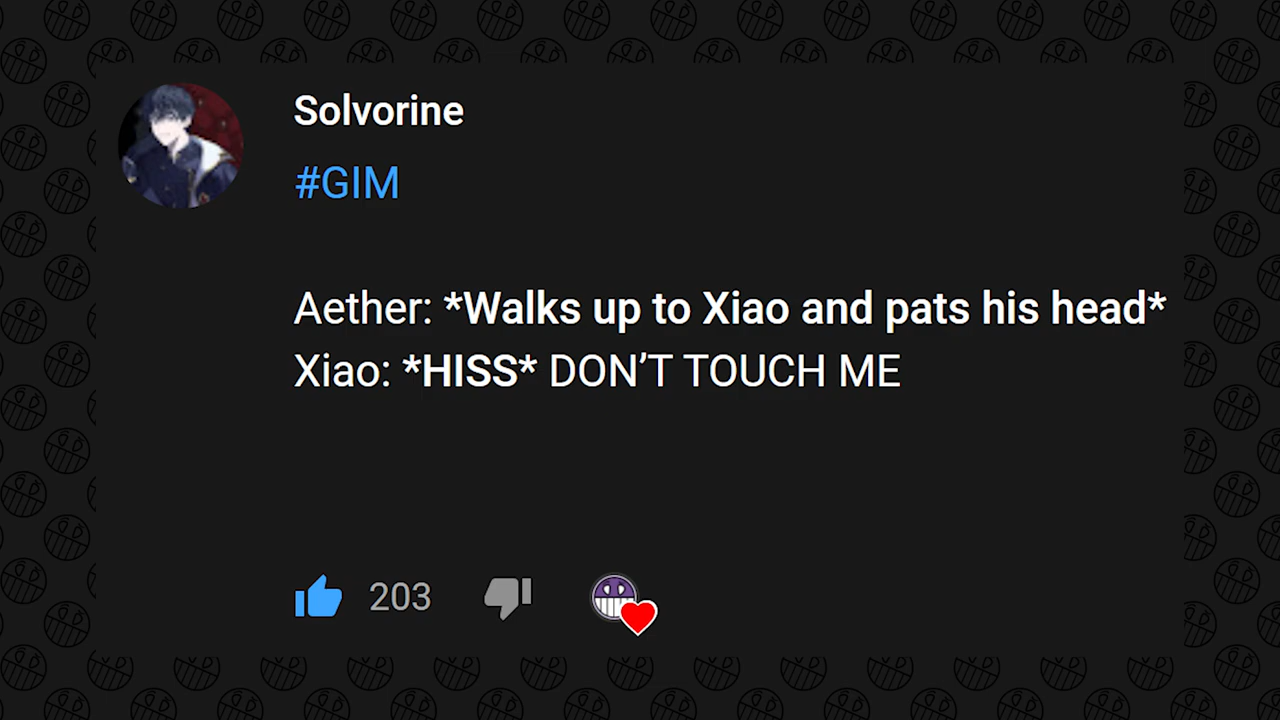 Solvorine
#GIM
Aether: *Walks up to Xiao and pats his head*
Xiao: *HISS* DON’T TOUCH ME
203